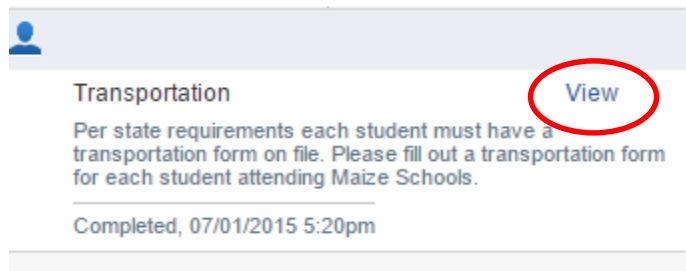 Transportation View
Per state requirements each student must have a
transportation form on file. Please fill out a transportation form
for each student attending Maize Schools.
Completed, 07/01/2015 5:20pm